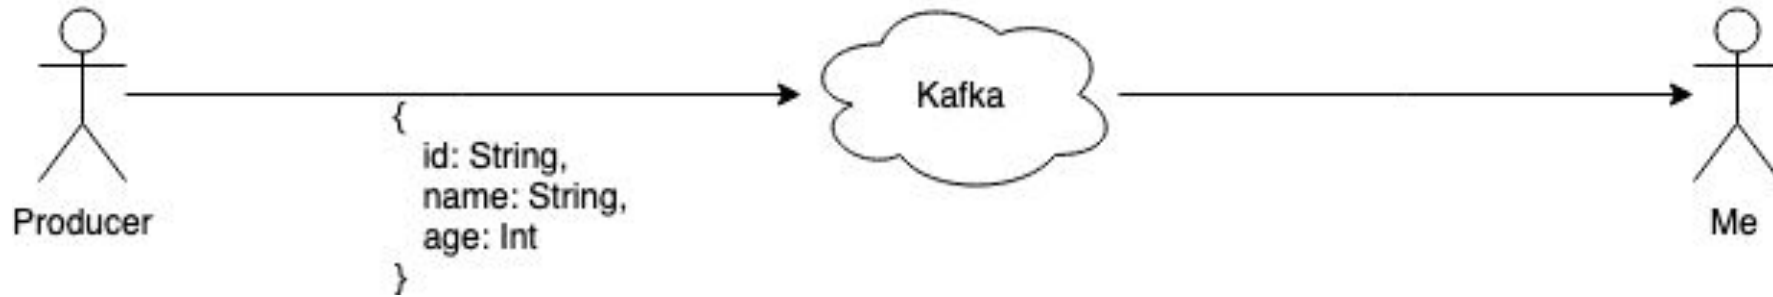 Kafka
{
id: String,
name: String,
age: Int
}
Producer
Me